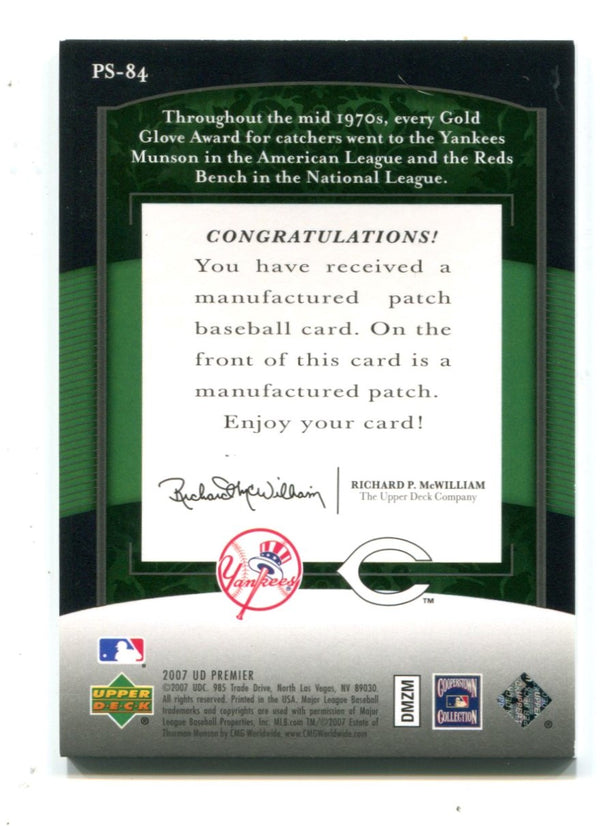 PS-84
Throughout the mid 1970s, every Gold
Glove Award for catchers went to the Yankees
Munson in the American League and the Reds
Bench in the National League.
CONGRATULATIONS!
You have received a
manufactured patch
baseball card. On the
front of this card is a
manufactured patch.
Enjoy your card!
Richard McWilliam
RICHARD P. McWILLIAM
The Upper Deck Company
Yankees
C
TM
2007 UD PREMIER
©2007 UDC. 985 Trade Drive, North Las Vegas, NV 89030.
All rights reserved. Printed in the USA. Major League Baseball
trademarks and copyrights are used with permission of Major
League Baseball Properties, Inc. MLB.com TM/©2007 Estate of
Thurman Munson by CMG Worldwide, www.CMGWorldwide.com
UPPER
DECK
®
DMZM
COOPERSTOWN
COLLECTION
®